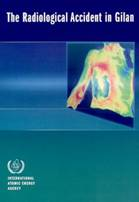 The Radiological Accident in Gilan
INTERNATIONAL
ATOMIC ENERGY
AGENCY